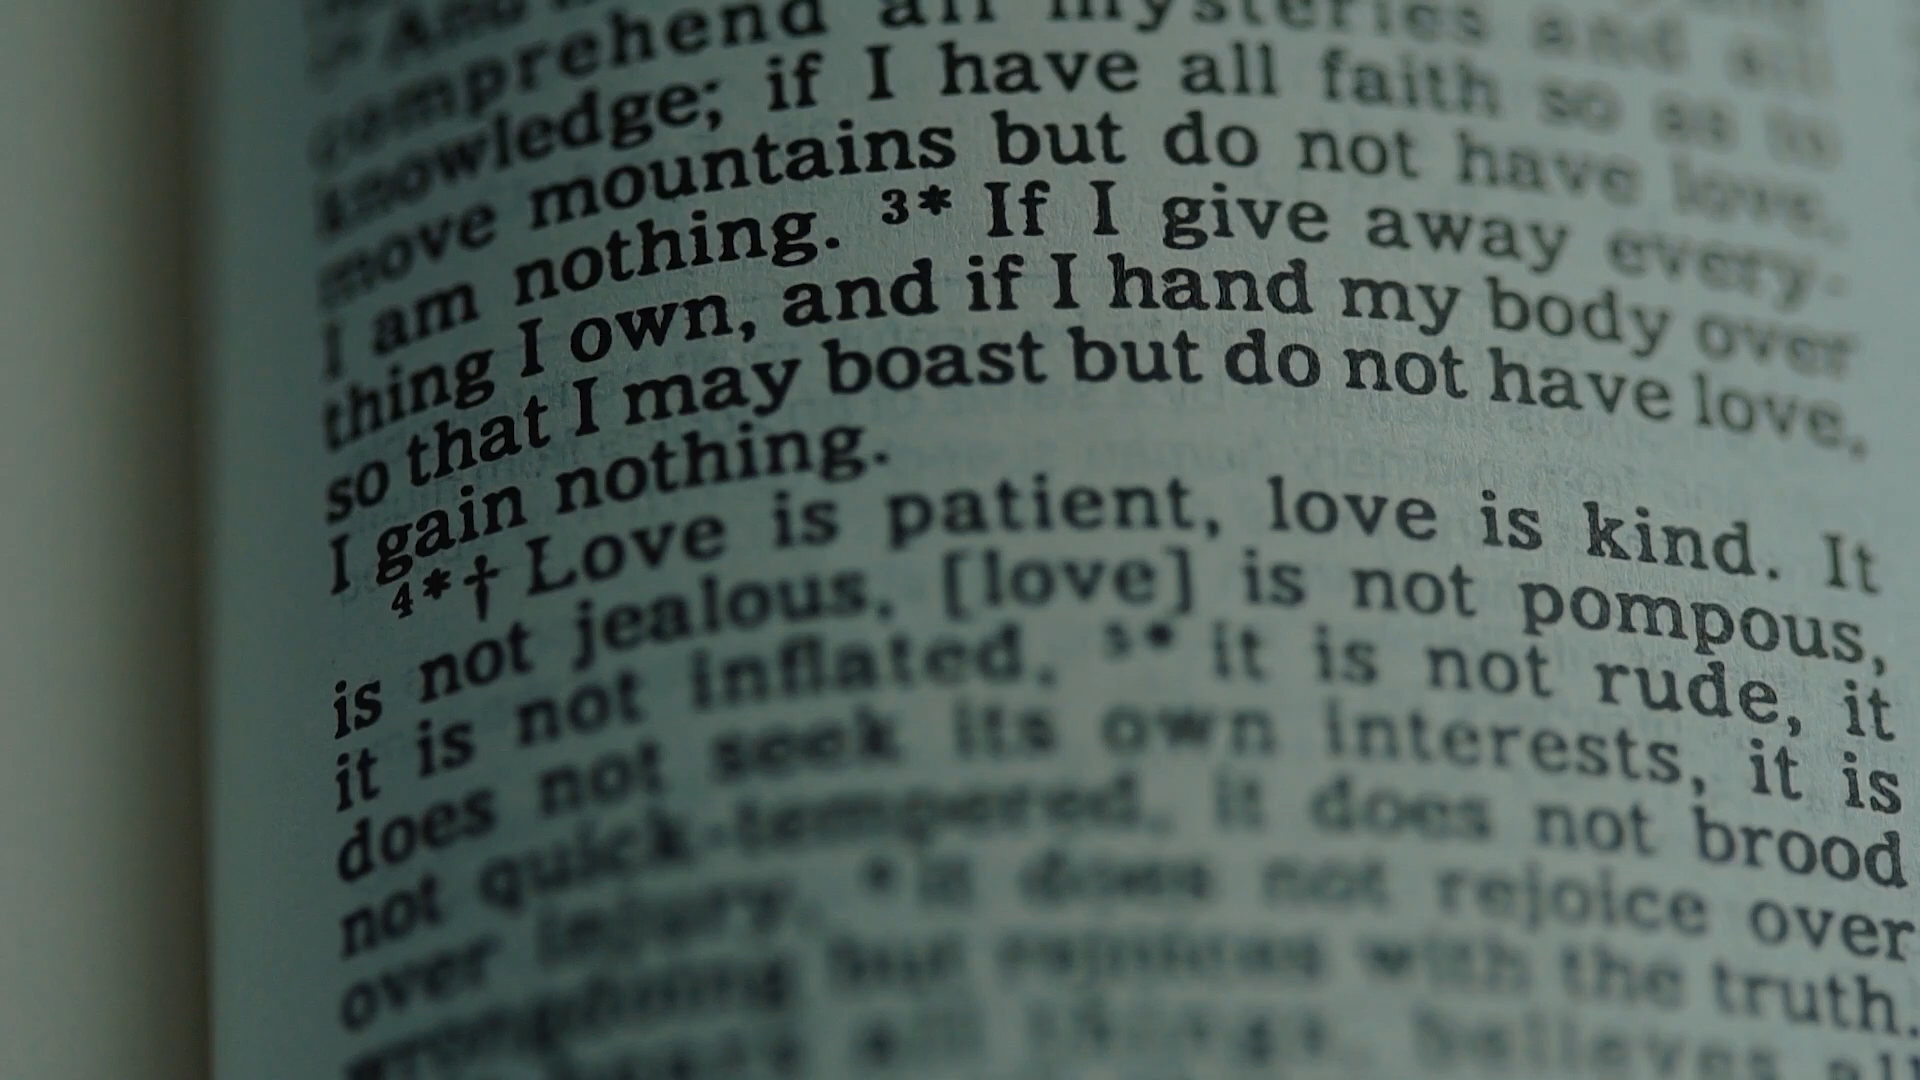 And
comprehend all mysteries and all
knowledge; if I have all faith so as to
move mountains but do not have love,
I am nothing. 3* If I give away every-
thing I own, and if I hand my body over
so that I may boast but do not have love,
I gain nothing.
4*† Love is patient, love is kind. It
is not jealous, [love] is not pompous,
it is not inflated, 5* it is not rude, it
does not seek its own interests, it is
not quick-tempered, it does not brood
over injury, it does not rejoice over
wrongdoing but rejoices with the truth.
all things, believes all